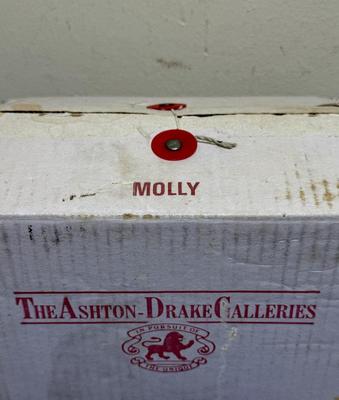 MOLLY
THE ASHTON-DRAKE GALLERIES
IN PURSUIT OF
THE UNIQUE